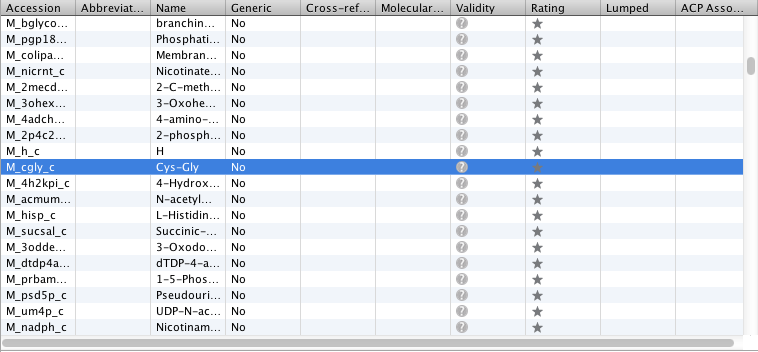 Accession Abbreviat... Name Generic Cross-ref... Molecular... Validity Rating Lumped ACP Asso...
M_bglyco... branchin... No ? ★
M_pgp18... Phosphati... No ? ★
M_colipa... Membran... No ? ★
M_nicrnt_c Nicotinate... No ? ★
M_2mecd... 2-C-meth... No ? ★
M_3ohex... 3-Oxohe... No ? ★
M_4adch... 4-amino-... No ? ★
M_2p4c2... 2-phosph... No ? ★
M_h_c H No ? ★
M_cgly_c Cys-Gly No ? ★
M_4h2kpi_c 4-Hydrox... No ? ★
M_acmum... N-acetyl... No ? ★
M_hisp_c L-Histidin... No ? ★
M_sucsal_c Succinic-... No ? ★
M_3odde... 3-Oxodo... No ? ★
M_dtdp4a... dTDP-4-a... No ? ★
M_prbam... 1-5-Phos... No ? ★
M_psd5p_c Pseudouri... No ? ★
M_um4p_c UDP-N-ac... No ? ★
M_nadph_c Nicotinam... No ? ★